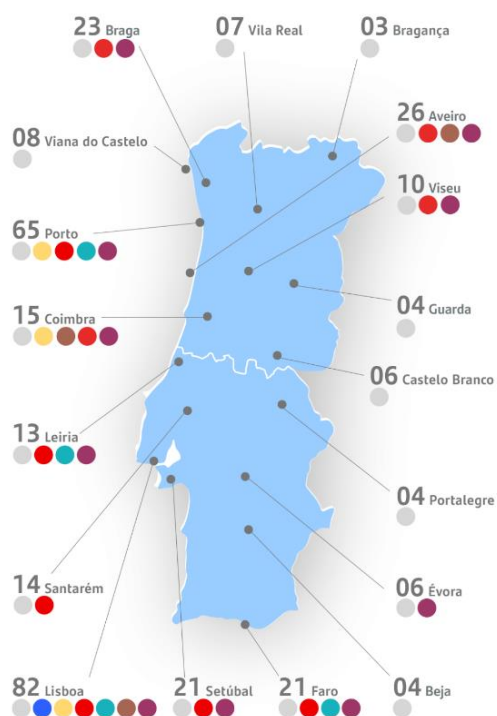 23 Braga
07 Vila Real
03 Bragança
26 Aveiro
08 Viana do Castelo
10 Viseu
65 Porto
04 Guarda
15 Coimbra
06 Castelo Branco
13 Leiria
04 Portalegre
14 Santarém
06 Évora
82 Lisboa
21 Setúbal
21 Faro
04 Beja